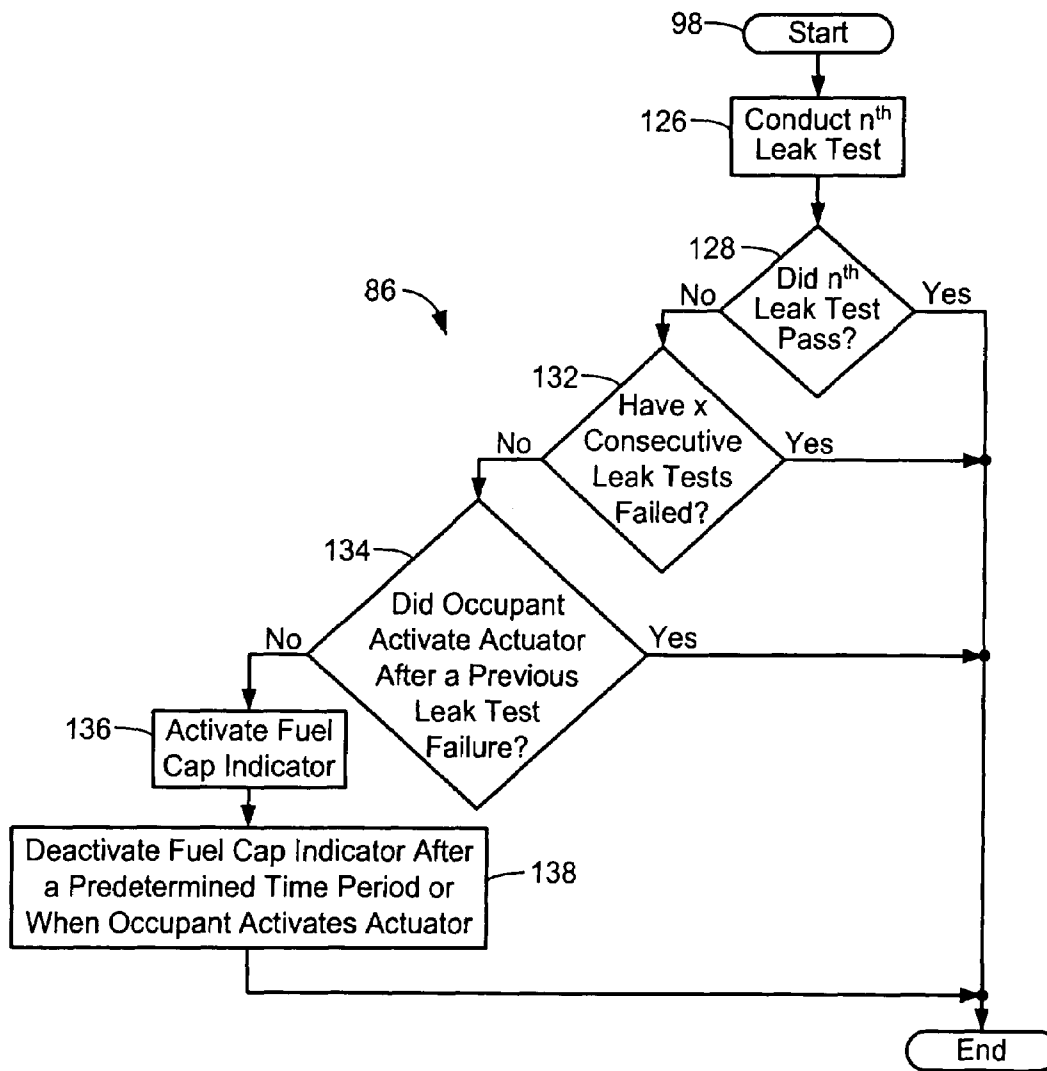 98
Start
126
Conduct nth
Leak Test
128
Did nth
Leak Test
Pass?
No
Yes
86
132
Have x
Consecutive
Leak Tests
Failed?
No
Yes
134
Did Occupant
Activate Actuator
After a Previous
Leak Test
Failure?
No
Yes
136
Activate Fuel
Cap Indicator
Deactivate Fuel Cap Indicator After
a Predetermined Time Period or
When Occupant Activates Actuator
138
End